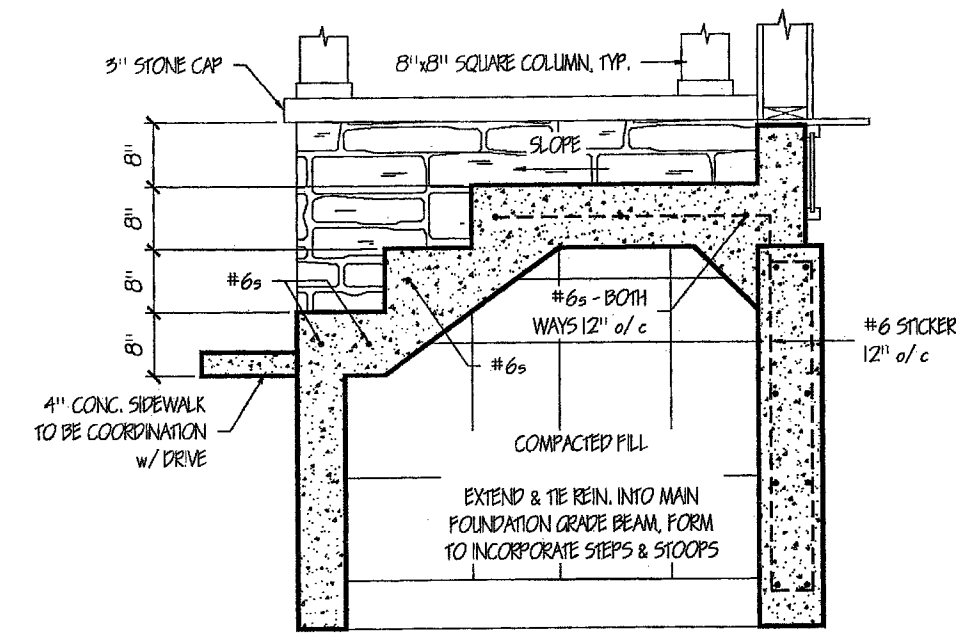 3" STONE CAP
8"x8" SQUARE COLUMN, TYP.
SLOPE
8"
8"
8"
8"
#6s
#6s - BOTH
WAYS 12" o/c
#6 STICKER
12" o/c
#6s
4" CONC. SIDEWALK
TO BE COORDINATION
w/ DRIVE
COMPACTED FILL
EXTEND & TIE REIN. INTO MAIN
FOUNDATION GRADE BEAM, FORM
TO INCORPORATE STEPS & STOOPS